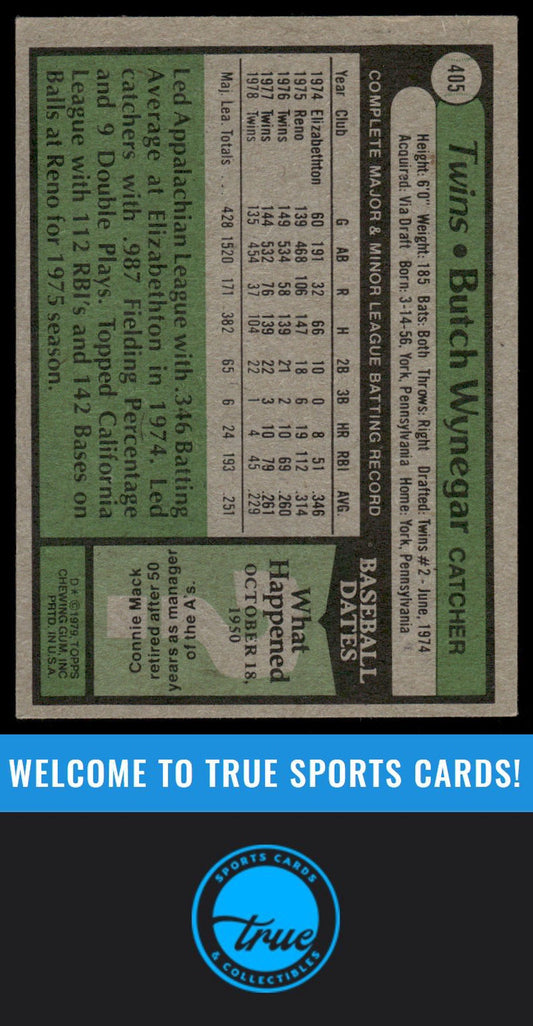 405
Twins • Butch Wynegar CATCHER
Height: 6'0" Weight: 185 Bats: Both Throws: Right Drafted: Twins #2 - June, 1974
Acquired: Via Draft Born: 3-14-56, York, Pennsylvania Home: York, Pennsylvania
COMPLETE MAJOR & MINOR LEAGUE BATTING RECORD
Year Club G AB R H 2B 3B HR RBI AVG.
1974 Elizabethton 60 191 32 66 10 0 8 51 .346
1975 Reno 139 468 106 147 18 6 19 112 .314
1976 Twins 149 534 58 139 21 2 10 69 .260
1977 Twins 144 532 76 139 22 3 10 79 .261
1978 Twins 135 454 37 104 22 1 4 45 .229
Maj. Lea. Totals . . . 428 1520 171 382 65 6 24 193 .251
Led Appalachian League with .346 Batting
Average at Elizabethton in 1974. Led
catchers with .987 Fielding Percentage
and 9 Double Plays. Topped California
League with 112 RBI's and 142 Bases on
Balls at Reno for 1975 season.
BASEBALL
DATES
What
Happened
OCTOBER 18,
1950
?
Connie Mack
retired after 50
years as manager
of the A's.
D* ©1979, TOPPS
CHEWING GUM, INC
PRTD. IN U.S.A.
WELCOME TO TRUE SPORTS CARDS!
SPORTS CARDS
true
& COLLECTIBLES